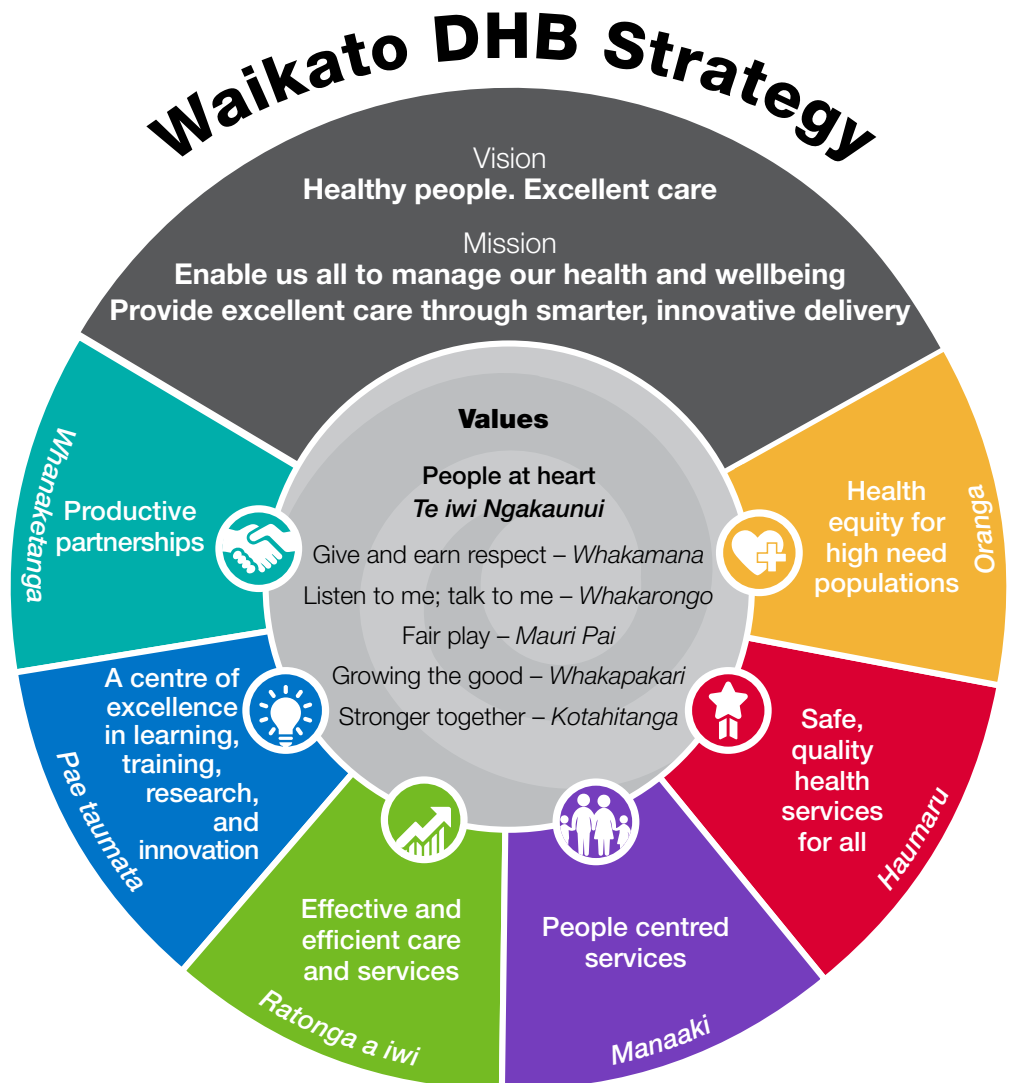 Waikato DHB Strategy
Vision
Healthy people. Excellent care
Mission
Enable us all to manage our health and wellbeing
Provide excellent care through smarter, innovative delivery
Values
People at heart
Te iwi Ngakaunui
Give and earn respect – Whakamana
Listen to me; talk to me – Whakarongo
Fair play – Mauri Pai
Growing the good – Whakapakari
Stronger together – Kotahitanga
Oranga
Health
equity for
high need
populations
Haumaru
Safe,
quality
health
services
for all
Manaaki
People centred
services
Ratonga a iwi
Effective and
efficient care
and services
Pae taumata
A centre of
excellence
in learning,
training,
research,
and
innovation
Whanaketanga
Productive
partnerships